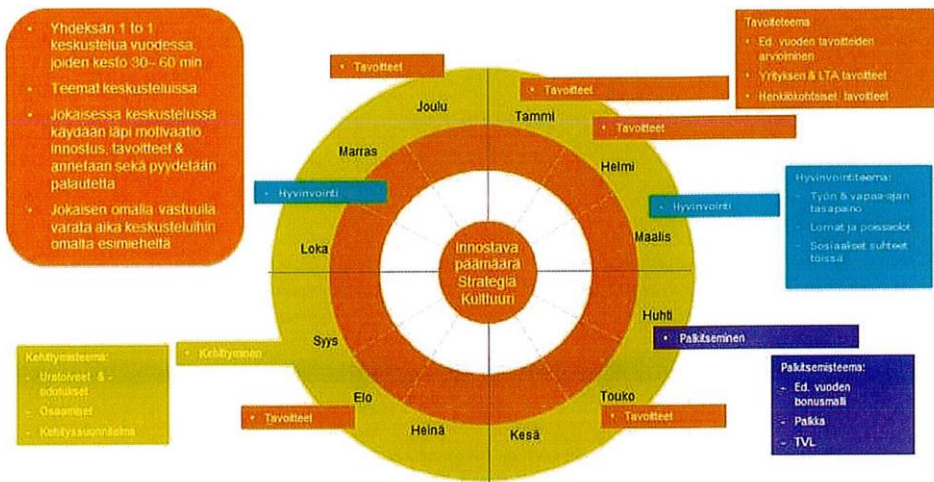 • Yhdeksän 1 to 1
keskustelua vuodessa,
joiden kesto 30– 60 min
• Teemat keskusteluissa
• Jokaisessa keskustelussa
käydään läpi motivaatio
innostus, tavoitteet &
annetaan sekä pyydetään
palautetta
• Jokaisen omalla vastuulla
varata aika keskusteluihin
omalta esimieheltä
• Tavoitteet
Joulu
Tammi
• Tavoitteet
Tavoiteteema
• Ed. vuoden tavoitteiden
arvioiminen
• Yrityksen & LTA tavoitteet
• Henkilökohtaiset tavoitteet
• Tavoitteet
Marras
Helmi
• Hyvinvointi
• Hyvinvointi
Hyvinvointiteema:
- Työn & vapaa-ajan
tasapaino
- Lomat ja poissaolot
- Sosiaaliset suhteet
töissä
Loka
Maalis
Innostava
päämäärä
Strategia
Kulttuuri
Syys
Huhti
• Kehittyminen
• Palkitseminen
Kehittymisteema:
- Uratoiveet & -
odotukset
- Osaamiset
- Kehityssuunnitelma
Palkitsemisteema:
- Ed. vuoden
bonusmalli
- Palkka
- TVL
Elo
Touko
• Tavoitteet
• Tavoitteet
Heinä
Kesä